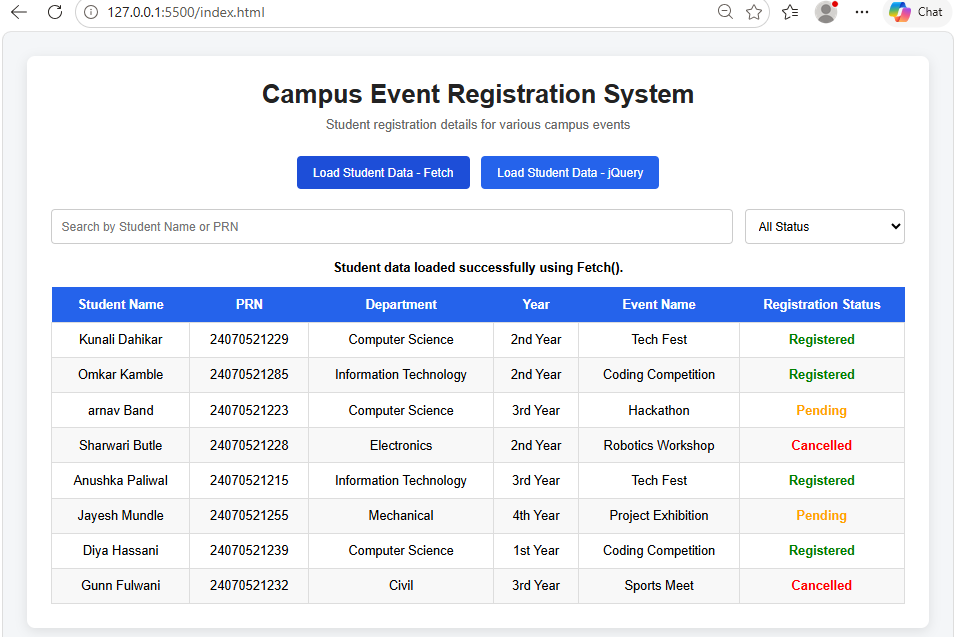 127.0.0.1:5500/index.html Chat
Campus Event Registration System
Student registration details for various campus events
Load Student Data - Fetch Load Student Data - jQuery
Search by Student Name or PRN All Status
Student data loaded successfully using Fetch().
Student Name PRN Department Year Event Name Registration Status
Kunali Dahikar 24070521229 Computer Science 2nd Year Tech Fest Registered
Omkar Kamble 24070521285 Information Technology 2nd Year Coding Competition Registered
arnav Band 24070521223 Computer Science 3rd Year Hackathon Pending
Sharwari Butle 24070521228 Electronics 2nd Year Robotics Workshop Cancelled
Anushka Paliwal 24070521215 Information Technology 3rd Year Tech Fest Registered
Jayesh Mundle 24070521255 Mechanical 4th Year Project Exhibition Pending
Diya Hassani 24070521239 Computer Science 1st Year Coding Competition Registered
Gunn Fulwani 24070521232 Civil 3rd Year Sports Meet Cancelled